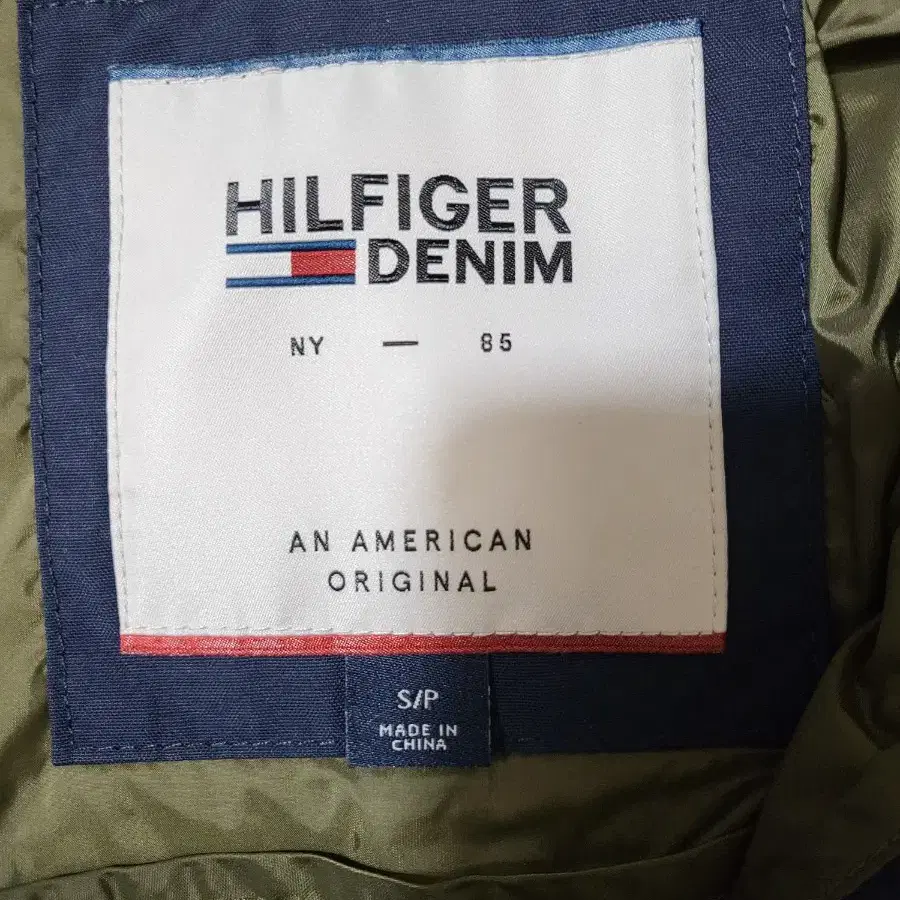 HILFIGER
DENIM
NY — 85
AN AMERICAN
ORIGINAL
S/P
MADE IN
CHINA